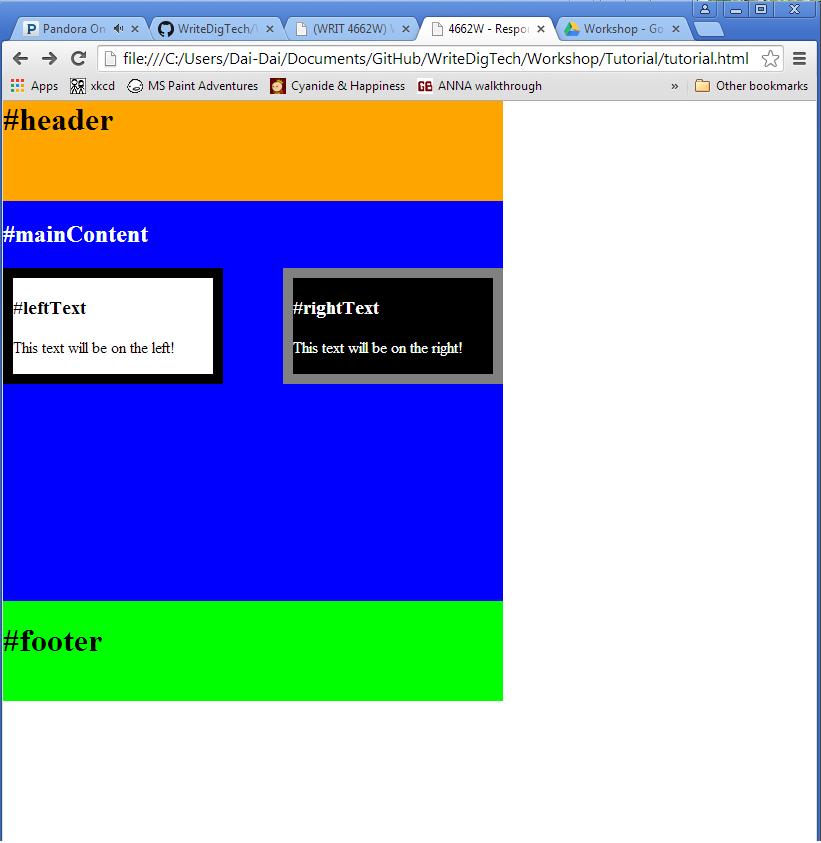 Pandora On
WriteDigTech/
(WRIT 4662W)
4662W - Respo
Workshop - Go
file:///C:/Users/Dai-Dai/Documents/GitHub/WriteDigTech/Workshop/Tutorial/tutorial.html
Apps xkcd MS Paint Adventures Cyanide & Happiness GB ANNA walkthrough » Other bookmarks
#header
#mainContent
#leftText
This text will be on the left!
#rightText
This text will be on the right!
#footer